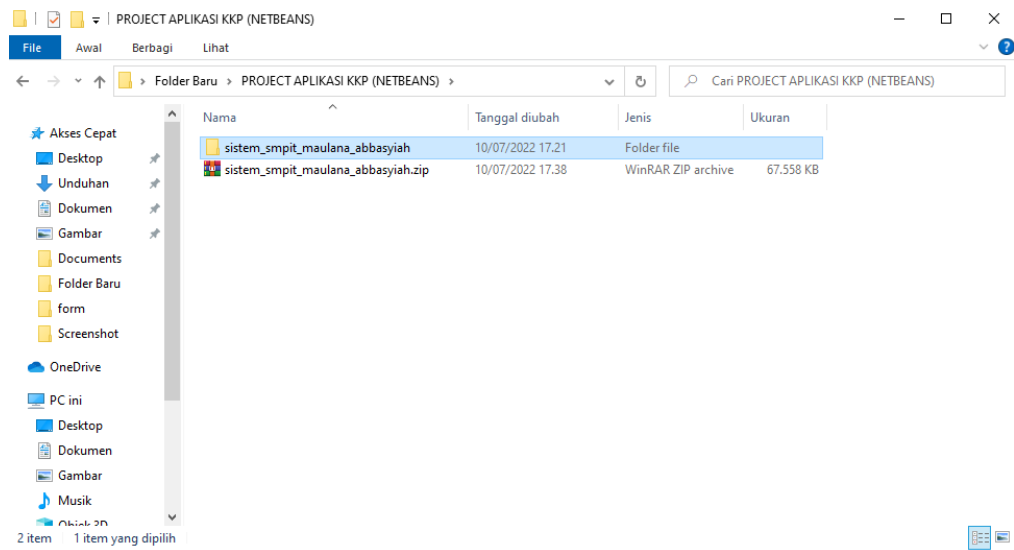 PROJECT APLIKASI KKP (NETBEANS)
File Awal Berbagi Lihat
Folder Baru PROJECT APLIKASI KKP (NETBEANS) Cari PROJECT APLIKASI KKP (NETBEANS)
Nama Tanggal diubah Jenis Ukuran
sistem_smpit_maulana_abbasyiah 10/07/2022 17.21 Folder file
sistem_smpit_maulana_abbasyiah.zip 10/07/2022 17.38 WinRAR ZIP archive 67.558 KB
Akses Cepat
Desktop
Unduhan
Dokumen
Gambar
Documents
Folder Baru
form
Screenshot
OneDrive
PC ini
Desktop
Dokumen
Gambar
Musik
Objek 3D
2 item 1 item yang dipilih